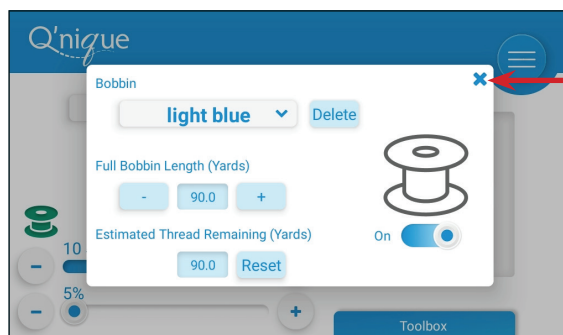 Q'nique
Bobbin
light blue
Delete
Full Bobbin Length (Yards)
- 90.0 +
Estimated Thread Remaining (Yards)
On
90.0 Reset
10
5%
Toolbox